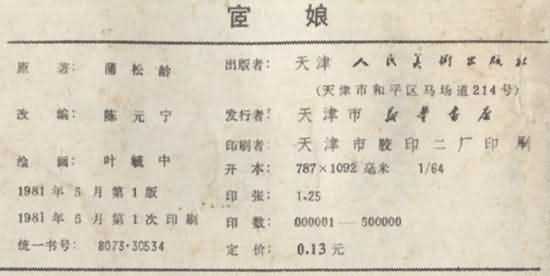 宦娘
原著: 蒲松龄
改编: 陈元宁
绘画: 叶毓中
1981年5月第1版
1981年5月第1次印刷
统一书号: 8073·30534
出版者: 天津人民美术出版社
(天津市和平区马场道214号)
发行者: 天津市新华书店
印刷者: 天津市胶印二厂印刷
开本: 787×1092毫米 1/64
印张: 1.25
印数: 000001—500000
定价: 0.13元